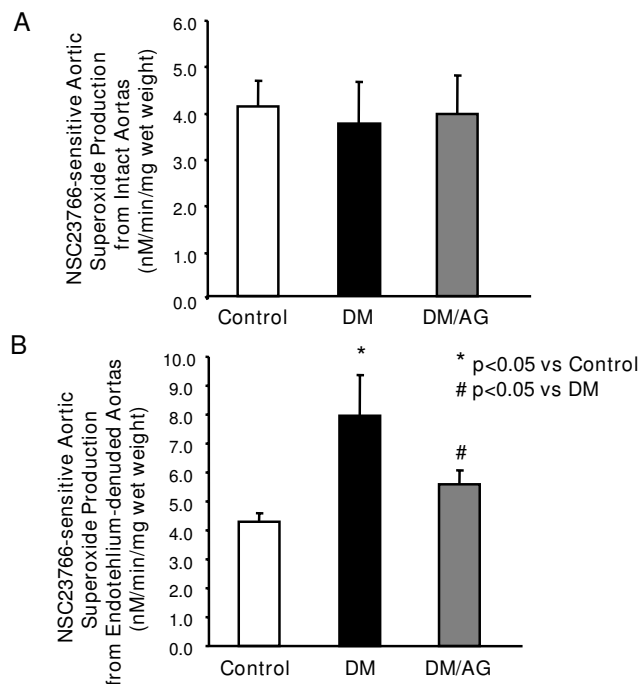 A
NSC23766-sensitive Aortic
Superoxide Production
from Intact Aortas
(nM/min/mg wet weight)
6.0
5.0
4.0
3.0
2.0
1.0
0.0
Control DM DM/AG
B
NSC23766-sensitive Aortic
Superoxide Production
from Endotehlium-denuded Aortas
(nM/min/mg wet weight)
10.0
9.0
8.0
7.0
6.0
5.0
4.0
3.0
2.0
1.0
0.0
*
#
* p<0.05 vs Control
# p<0.05 vs DM
Control DM DM/AG